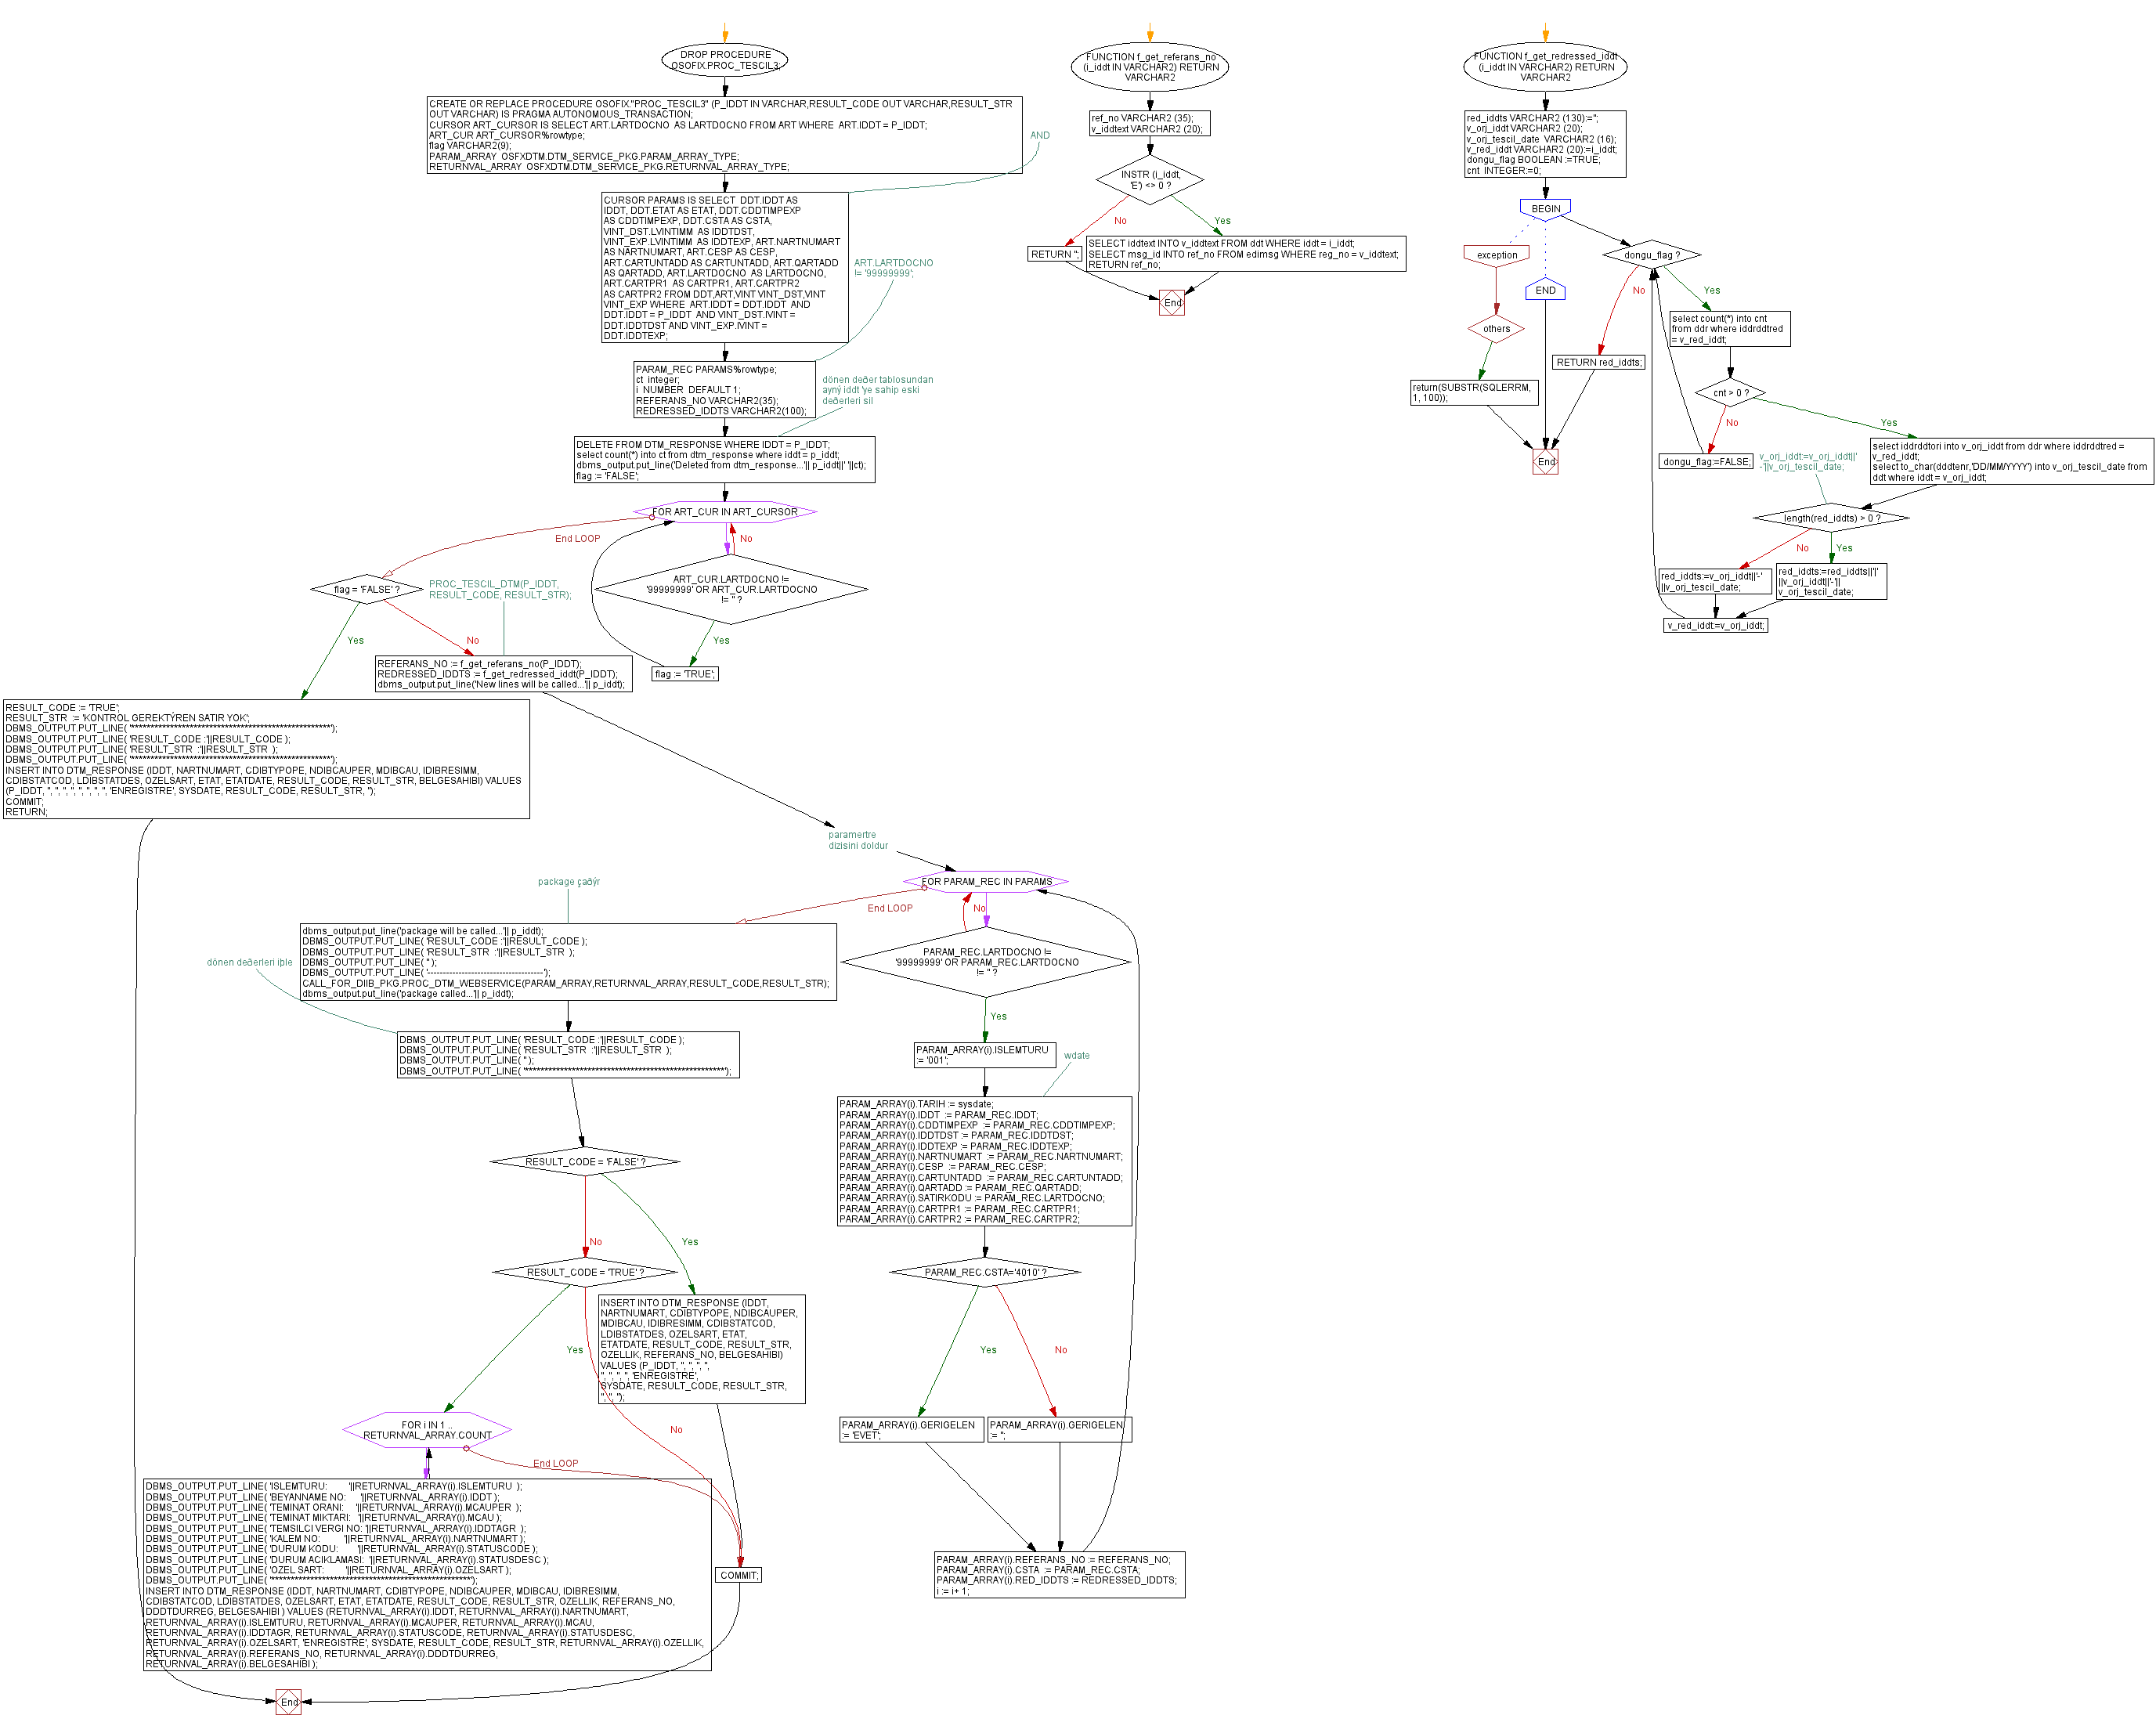 DROP PROCEDURE
OSOFIX.PROC_TESCIL3;
CREATE OR REPLACE PROCEDURE OSOFIX."PROC_TESCIL3" (P_IDDT IN VARCHAR,RESULT_CODE OUT VARCHAR,RESULT_STR
OUT VARCHAR) IS PRAGMA AUTONOMOUS_TRANSACTION;
CURSOR ART_CURSOR IS SELECT ART.LARTDOCNO AS LARTDOCNO FROM ART WHERE ART.IDDT = P_IDDT;
ART_CUR ART_CURSOR%rowtype;
flag VARCHAR2(9);
PARAM_ARRAY OSFXDTM.DTM_SERVICE_PKG.PARAM_ARRAY_TYPE;
RETURNVAL_ARRAY OSFXDTM.DTM_SERVICE_PKG.RETURNVAL_ARRAY_TYPE;
AND
CURSOR PARAMS IS SELECT DDT.IDDT AS
IDDT, DDT.ETAT AS ETAT, DDT.CDDTIMPEXP
AS CDDTIMPEXP, DDT.CSTA AS CSTA,
VINT_DST.LVINTIMM AS IDDTDST,
VINT_EXP.LVINTIMM AS IDDTEXP, ART.NARTNUMART
AS NARTNUMART, ART.CESP AS CESP,
ART.CARTUNTADD AS CARTUNTADD, ART.QARTADD
AS QARTADD, ART.LARTDOCNO AS LARTDOCNO,
ART.CARTPR1 AS CARTPR1, ART.CARTPR2
AS CARTPR2 FROM DDT,ART,VINT VINT_DST,VINT
VINT_EXP WHERE ART.IDDT = DDT.IDDT AND
DDT.IDDT = P_IDDT AND VINT_DST.IVINT =
DDT.IDDTDST AND VINT_EXP.IVINT =
DDT.IDDTEXP;
ART.LARTDOCNO
!= '99999999';
PARAM_REC PARAMS%rowtype;
ct integer;
i NUMBER DEFAULT 1;
REFERANS_NO VARCHAR2(35);
REDRESSED_IDDTS VARCHAR2(100);
dönen deðer tablosundan
ayný iddt 'ye sahip eski
deðerleri sil
DELETE FROM DTM_RESPONSE WHERE IDDT = P_IDDT;
select count(*) into ct from dtm_response where iddt = p_iddt;
dbms_output.put_line('Deleted from dtm_response...'|| p_iddt||' '||ct);
flag := 'FALSE';
FOR ART_CUR IN ART_CURSOR
End LOOP
No
ART_CUR.LARTDOCNO !=
'99999999' OR ART_CUR.LARTDOCNO
!= '' ?
Yes
flag := 'TRUE';
flag = 'FALSE' ?
Yes
No
PROC_TESCIL_DTM(P_IDDT,
RESULT_CODE, RESULT_STR);
REFERANS_NO := f_get_referans_no(P_IDDT);
REDRESSED_IDDTS := f_get_redressed_iddt(P_IDDT);
dbms_output.put_line('New lines will be called...'|| p_iddt);
RESULT_CODE := 'TRUE';
RESULT_STR := 'KONTROL GEREKTÝREN SATIR YOK';
DBMS_OUTPUT.PUT_LINE( '***************************************************');
DBMS_OUTPUT.PUT_LINE( 'RESULT_CODE :'||RESULT_CODE );
DBMS_OUTPUT.PUT_LINE( 'RESULT_STR :'||RESULT_STR );
DBMS_OUTPUT.PUT_LINE( '***************************************************');
INSERT INTO DTM_RESPONSE (IDDT, NARTNUMART, CDIBTYPOPE, NDIBCAUPER, MDIBCAU, IDIBRESIMM,
CDIBSTATCOD, LDIBSTATDES, OZELSART, ETAT, ETATDATE, RESULT_CODE, RESULT_STR, BELGESAHIBI) VALUES
(P_IDDT, '', '', '', '', '', '', '', '', 'ENREGISTRE', SYSDATE, RESULT_CODE, RESULT_STR, '');
COMMIT;
RETURN;
paramertre
dizisini doldur
FOR PARAM_REC IN PARAMS
End LOOP
No
PARAM_REC.LARTDOCNO !=
'99999999' OR PARAM_REC.LARTDOCNO
!= '' ?
Yes
PARAM_ARRAY(i).ISLEMTURU
:= '001';
wdate
PARAM_ARRAY(i).TARIH := sysdate;
PARAM_ARRAY(i).IDDT := PARAM_REC.IDDT;
PARAM_ARRAY(i).CDDTIMPEXP := PARAM_REC.CDDTIMPEXP;
PARAM_ARRAY(i).IDDTDST := PARAM_REC.IDDTDST;
PARAM_ARRAY(i).IDDTEXP := PARAM_REC.IDDTEXP;
PARAM_ARRAY(i).NARTNUMART := PARAM_REC.NARTNUMART;
PARAM_ARRAY(i).CESP := PARAM_REC.CESP;
PARAM_ARRAY(i).CARTUNTADD := PARAM_REC.CARTUNTADD;
PARAM_ARRAY(i).QARTADD := PARAM_REC.QARTADD;
PARAM_ARRAY(i).SATIRKODU := PARAM_REC.LARTDOCNO;
PARAM_ARRAY(i).CARTPR1 := PARAM_REC.CARTPR1;
PARAM_ARRAY(i).CARTPR2 := PARAM_REC.CARTPR2;
PARAM_REC.CSTA='4010' ?
Yes
No
PARAM_ARRAY(i).GERIGELEN
:= 'EVET';
PARAM_ARRAY(i).GERIGELEN
:= '';
PARAM_ARRAY(i).REFERANS_NO := REFERANS_NO;
PARAM_ARRAY(i).CSTA := PARAM_REC.CSTA;
PARAM_ARRAY(i).RED_IDDTS := REDRESSED_IDDTS;
i := i+ 1;
package çaðýr
dbms_output.put_line('package will be called...'|| p_iddt);
DBMS_OUTPUT.PUT_LINE( 'RESULT_CODE :'||RESULT_CODE );
DBMS_OUTPUT.PUT_LINE( 'RESULT_STR :'||RESULT_STR );
DBMS_OUTPUT.PUT_LINE( '' );
DBMS_OUTPUT.PUT_LINE( '-------------------------------------');
CALL_FOR_DIIB_PKG.PROC_DTM_WEBSERVICE(PARAM_ARRAY,RETURNVAL_ARRAY,RESULT_CODE,RESULT_STR);
dbms_output.put_line('package called...'|| p_iddt);
dönen deðerleri iþle
DBMS_OUTPUT.PUT_LINE( 'RESULT_CODE :'||RESULT_CODE );
DBMS_OUTPUT.PUT_LINE( 'RESULT_STR :'||RESULT_STR );
DBMS_OUTPUT.PUT_LINE( '' );
DBMS_OUTPUT.PUT_LINE( '***************************************************');
RESULT_CODE = 'FALSE' ?
No
Yes
RESULT_CODE = 'TRUE' ?
Yes
No
INSERT INTO DTM_RESPONSE (IDDT,
NARTNUMART, CDIBTYPOPE, NDIBCAUPER,
MDIBCAU, IDIBRESIMM, CDIBSTATCOD,
LDIBSTATDES, OZELSART, ETAT,
ETATDATE, RESULT_CODE, RESULT_STR,
OZELLIK, REFERANS_NO, BELGESAHIBI)
VALUES (P_IDDT, '', '', '', '',
'', '', '', '', 'ENREGISTRE',
SYSDATE, RESULT_CODE, RESULT_STR,
'', '', '');
FOR i IN 1 ..
RETURNVAL_ARRAY.COUNT
End LOOP
DBMS_OUTPUT.PUT_LINE( 'ISLEMTURU: '||RETURNVAL_ARRAY(i).ISLEMTURU );
DBMS_OUTPUT.PUT_LINE( 'BEYANNAME NO: '||RETURNVAL_ARRAY(i).IDDT );
DBMS_OUTPUT.PUT_LINE( 'TEMINAT ORANI: '||RETURNVAL_ARRAY(i).MCAUPER );
DBMS_OUTPUT.PUT_LINE( 'TEMINAT MIKTARI: '||RETURNVAL_ARRAY(i).MCAU );
DBMS_OUTPUT.PUT_LINE( 'TEMSILCI VERGI NO: '||RETURNVAL_ARRAY(i).IDDTAGR );
DBMS_OUTPUT.PUT_LINE( 'KALEM NO: '||RETURNVAL_ARRAY(i).NARTNUMART );
DBMS_OUTPUT.PUT_LINE( 'DURUM KODU: '||RETURNVAL_ARRAY(i).STATUSCODE );
DBMS_OUTPUT.PUT_LINE( 'DURUM ACIKLAMASI: '||RETURNVAL_ARRAY(i).STATUSDESC );
DBMS_OUTPUT.PUT_LINE( 'OZEL SART: '||RETURNVAL_ARRAY(i).OZELSART );
DBMS_OUTPUT.PUT_LINE( '***************************************************');
INSERT INTO DTM_RESPONSE (IDDT, NARTNUMART, CDIBTYPOPE, NDIBCAUPER, MDIBCAU, IDIBRESIMM,
CDIBSTATCOD, LDIBSTATDES, OZELSART, ETAT, ETATDATE, RESULT_CODE, RESULT_STR, OZELLIK, REFERANS_NO,
DDDTDURREG, BELGESAHIBI ) VALUES (RETURNVAL_ARRAY(i).IDDT, RETURNVAL_ARRAY(i).NARTNUMART,
RETURNVAL_ARRAY(i).ISLEMTURU, RETURNVAL_ARRAY(i).MCAUPER, RETURNVAL_ARRAY(i).MCAU,
RETURNVAL_ARRAY(i).IDDTAGR, RETURNVAL_ARRAY(i).STATUSCODE, RETURNVAL_ARRAY(i).STATUSDESC,
RETURNVAL_ARRAY(i).OZELSART, 'ENREGISTRE', SYSDATE, RESULT_CODE, RESULT_STR, RETURNVAL_ARRAY(i).OZELLIK,
RETURNVAL_ARRAY(i).REFERANS_NO, RETURNVAL_ARRAY(i).DDDTDURREG,
RETURNVAL_ARRAY(i).BELGESAHIBI );
COMMIT;
End
FUNCTION f_get_referans_no
(i_iddt IN VARCHAR2) RETURN
VARCHAR2
ref_no VARCHAR2 (35);
v_iddtext VARCHAR2 (20);
INSTR (i_iddt,
'E') <> 0 ?
No
Yes
RETURN '';
SELECT iddtext INTO v_iddtext FROM ddt WHERE iddt = i_iddt;
SELECT msg_id INTO ref_no FROM edimsg WHERE reg_no = v_iddtext;
RETURN ref_no;
End
FUNCTION f_get_redressed_iddt
(i_iddt IN VARCHAR2) RETURN
VARCHAR2
red_iddts VARCHAR2 (130):='';
v_orj_iddt VARCHAR2 (20);
v_orj_tescil_date VARCHAR2 (16);
v_red_iddt VARCHAR2 (20):=i_iddt;
dongu_flag BOOLEAN :=TRUE;
cnt INTEGER:=0;
BEGIN
exception
END
others
return(SUBSTR(SQLERRM,
1, 100));
dongu_flag ?
No
Yes
RETURN red_iddts;
select count(*) into cnt
from ddr where iddrddtred
= v_red_iddt;
cnt > 0 ?
No
Yes
dongu_flag:=FALSE;
select iddrddtori into v_orj_iddt from ddr where iddrddtred =
v_red_iddt;
select to_char(dddtenr,'DD/MM/YYYY') into v_orj_tescil_date from
ddt where iddt = v_orj_iddt;
v_orj_iddt:=v_orj_iddt||'
-'||v_orj_tescil_date;
length(red_iddts) > 0 ?
No
Yes
red_iddts:=v_orj_iddt||'-'
||v_orj_tescil_date;
red_iddts:=red_iddts||'|'
||v_orj_iddt||'-'||
v_orj_tescil_date;
v_red_iddt:=v_orj_iddt;
End